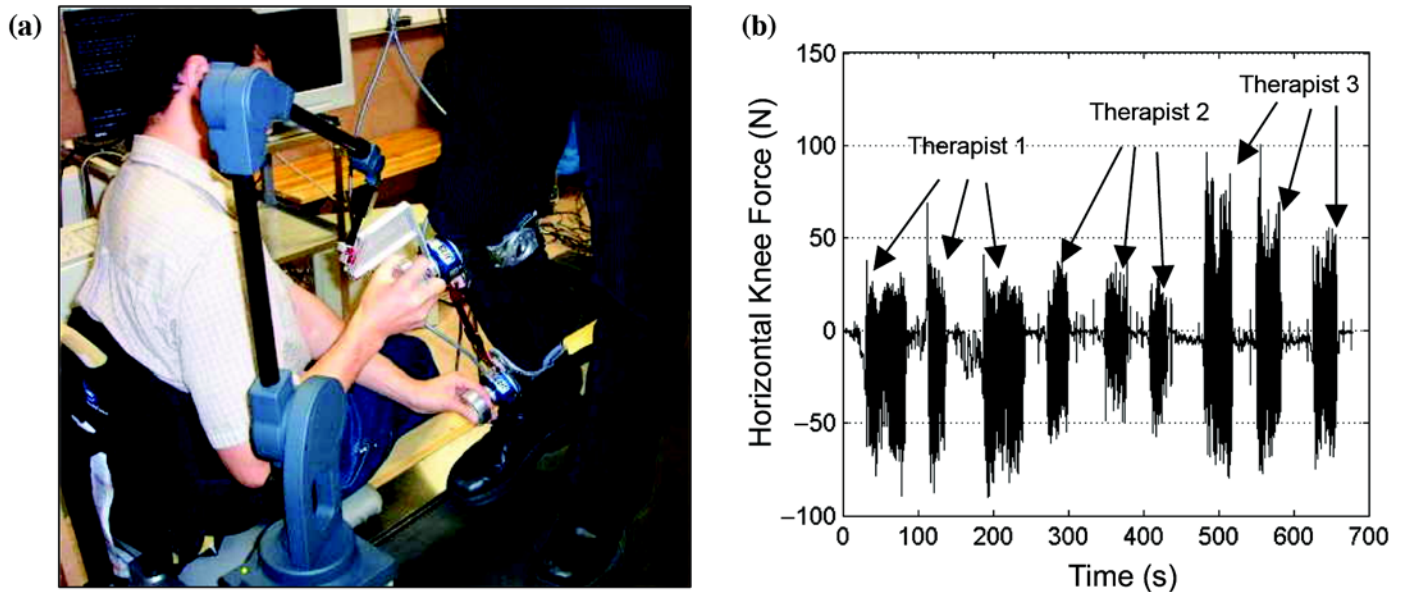 (a)
(b)
150
100
50
0
−50
−100
Horizontal Knee Force (N)
Therapist 1
Therapist 2
Therapist 3
0 100 200 300 400 500 600 700
Time (s)